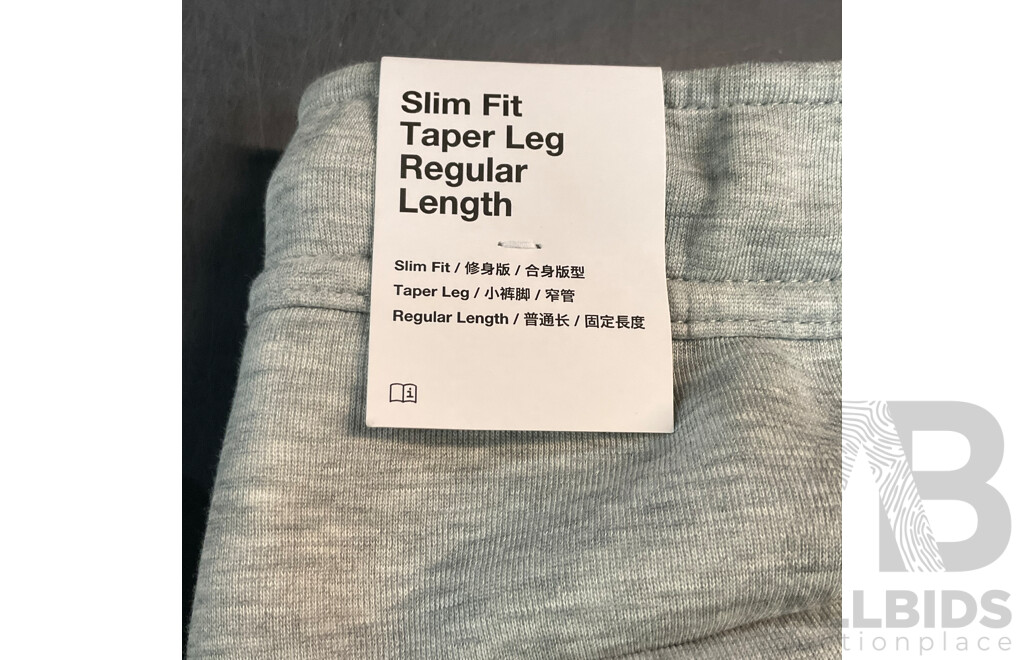 Slim Fit
Taper Leg
Regular
Length
Slim Fit / 修身版 / 合身版型
Taper Leg / 小裤脚 / 窄管
Regular Length / 普通长 / 固定長度
i
B
LLBIDS
ctionplace